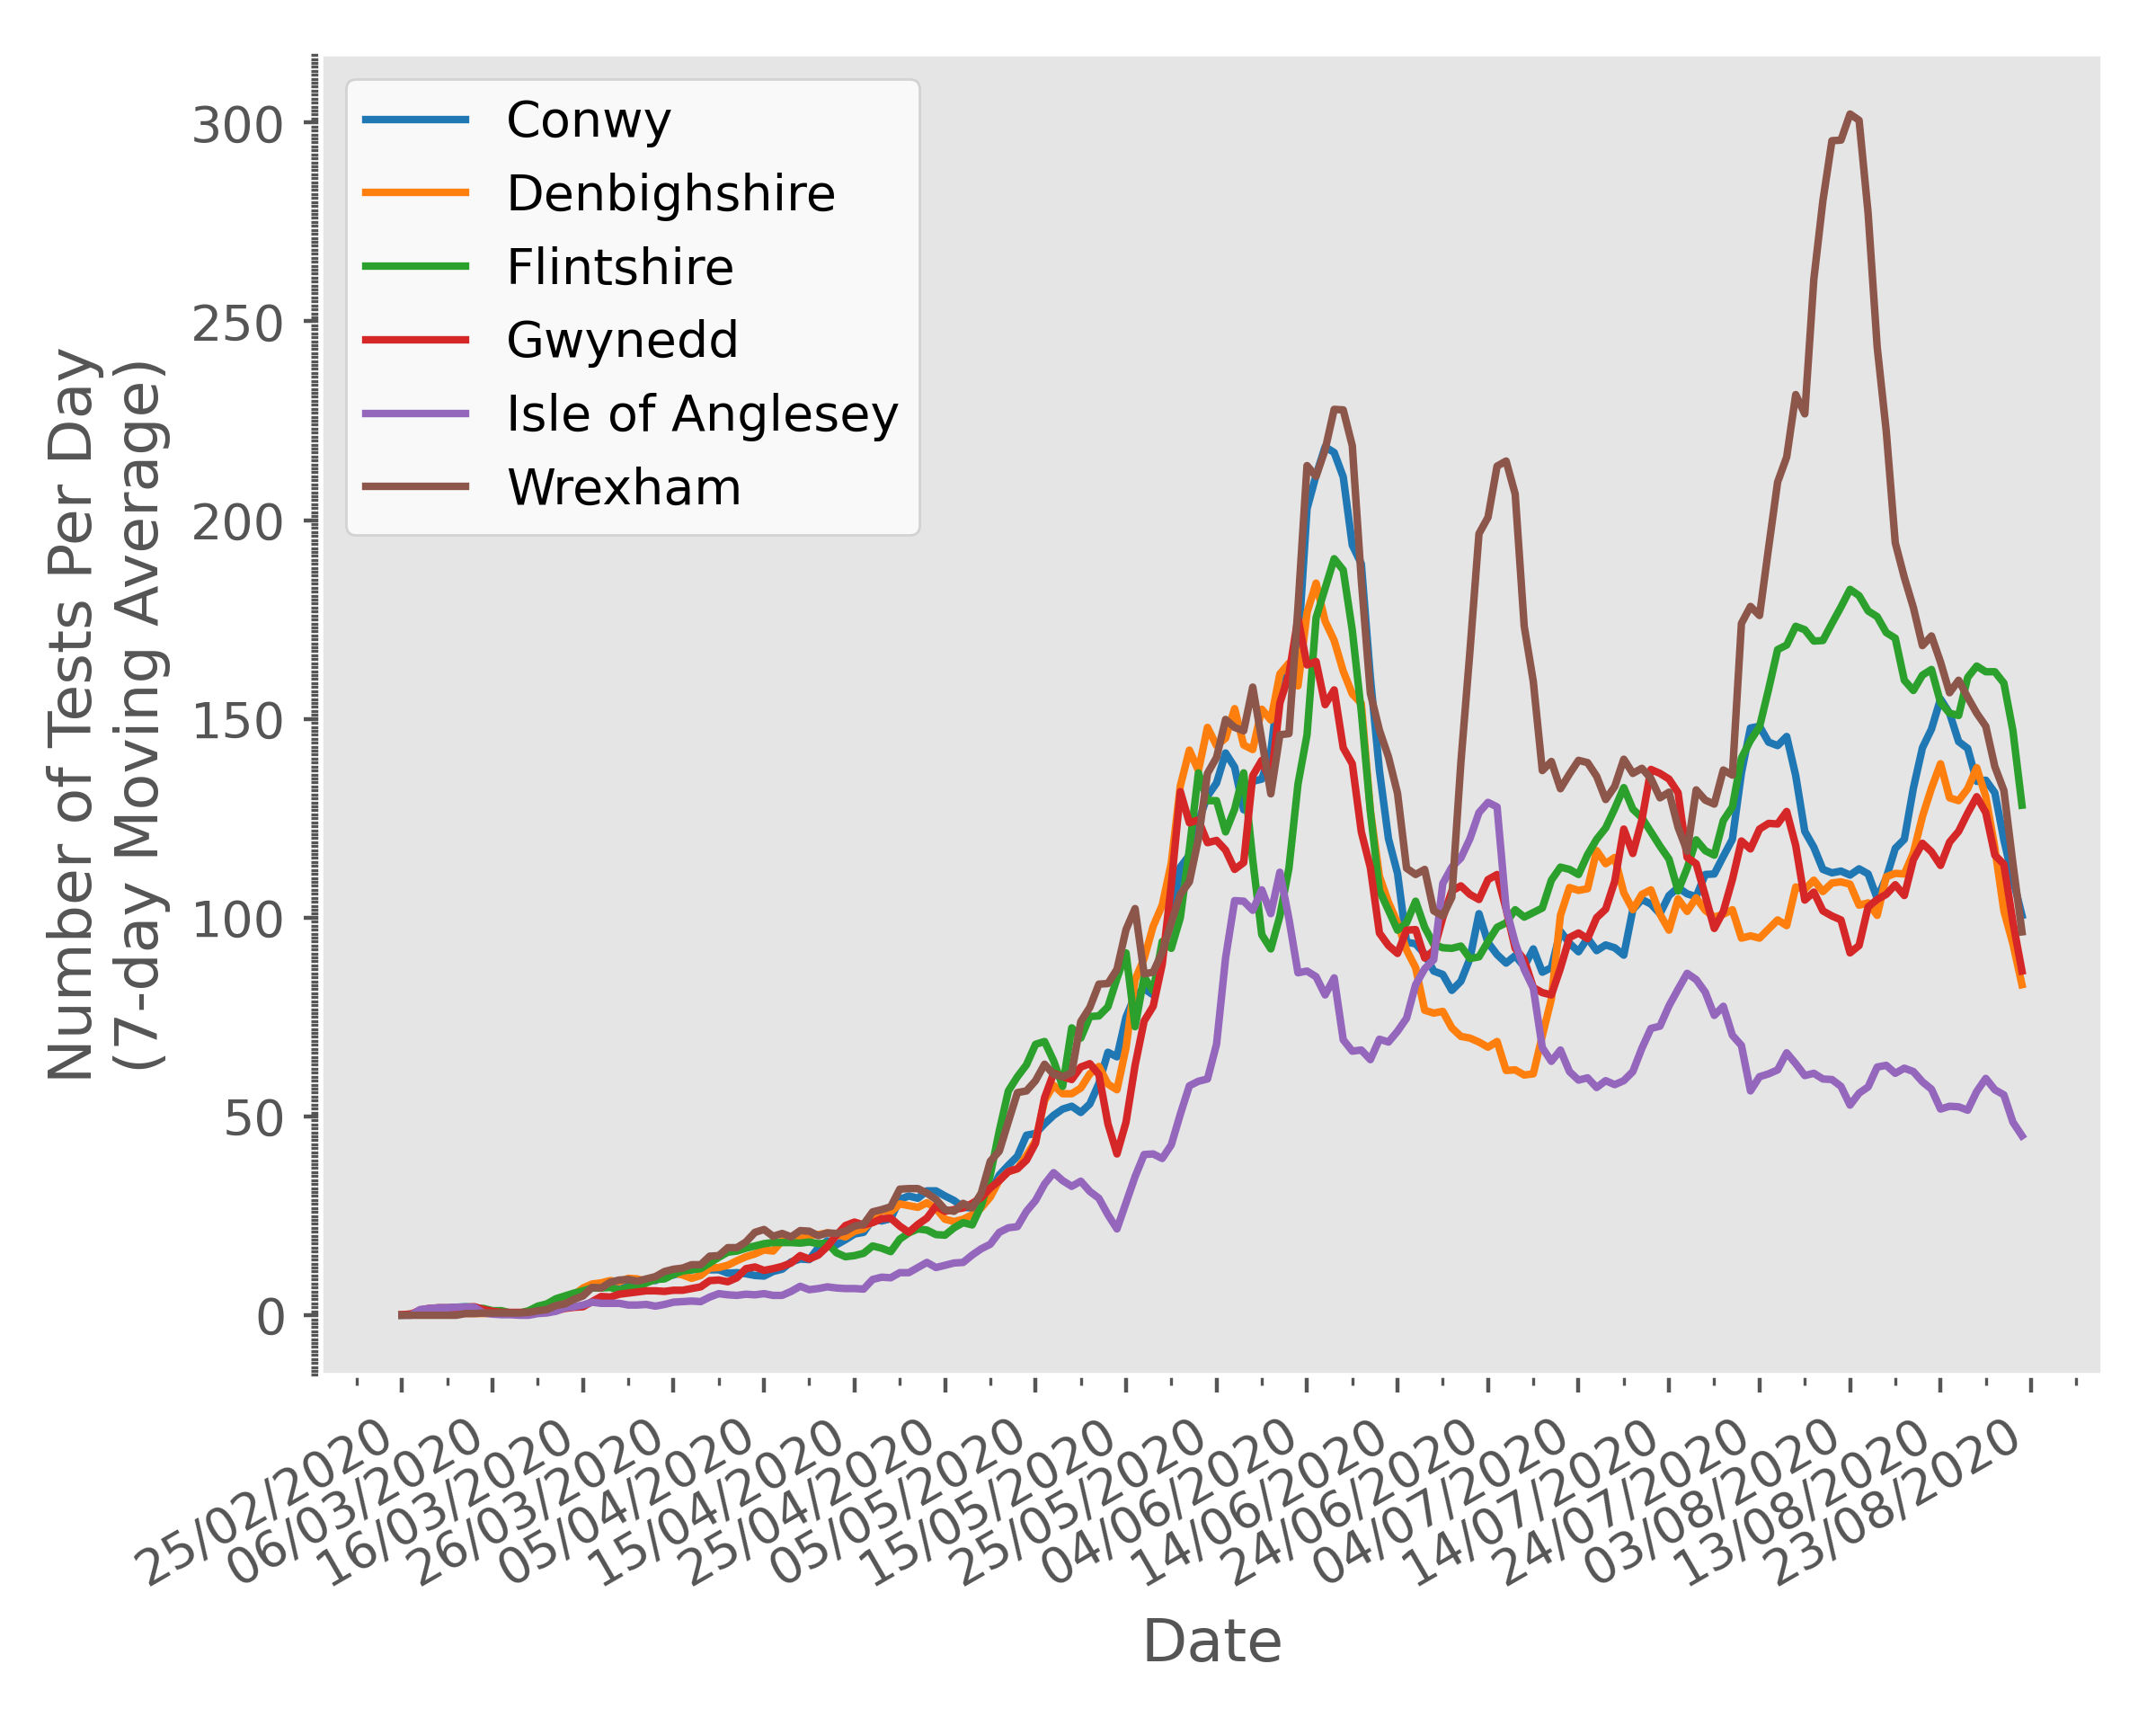 Number of Tests Per Day
(7-day Moving Average)
300
250
200
150
100
50
0
Conwy
Denbighshire
Flintshire
Gwynedd
Isle of Anglesey
Wrexham
25/02/2020
06/03/2020
16/03/2020
26/03/2020
05/04/2020
15/04/2020
25/04/2020
05/05/2020
15/05/2020
25/05/2020
04/06/2020
14/06/2020
24/06/2020
04/07/2020
14/07/2020
24/07/2020
03/08/2020
13/08/2020
23/08/2020
Date